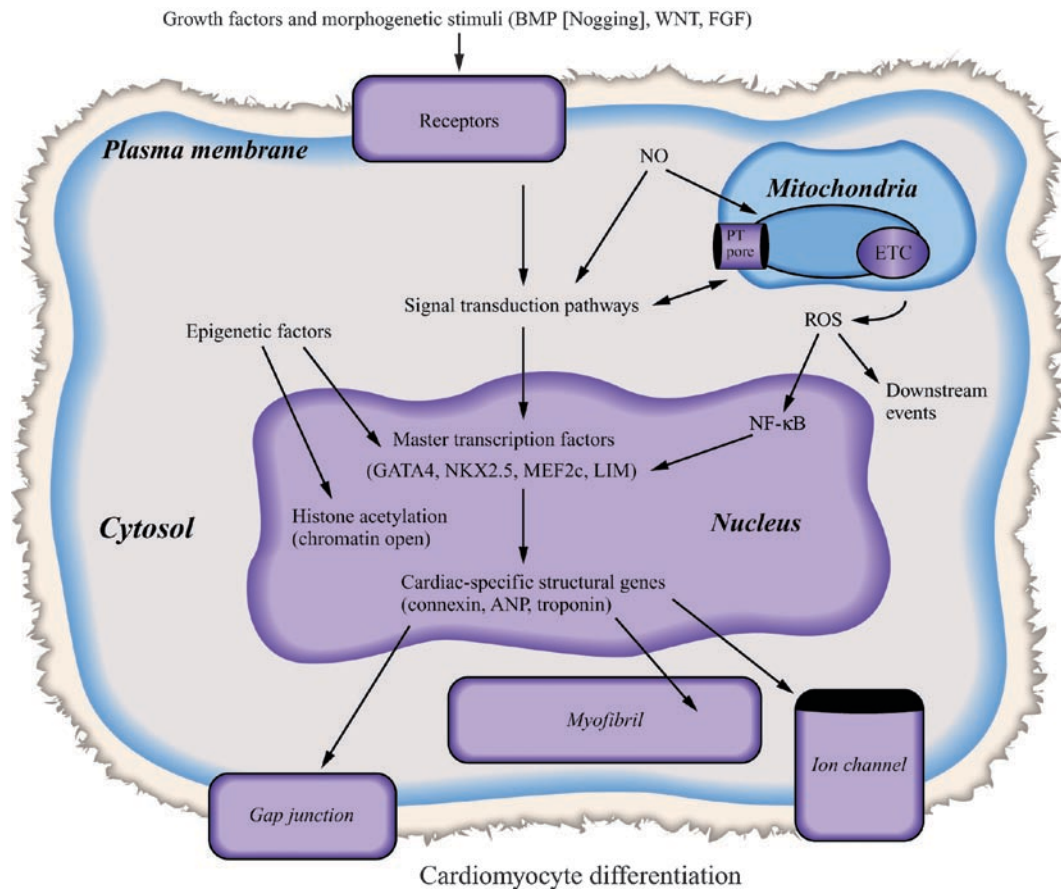 Growth factors and morphogenetic stimuli (BMP [Nogging], WNT, FGF)
Receptors
Plasma membrane
NO
Mitochondria
PT
pore
ETC
Signal transduction pathways
ROS
Epigenetic factors
Downstream
events
NF-κB
Master transcription factors
(GATA4, NKX2.5, MEF2c, LIM)
Histone acetylation
(chromatin open)
Cytosol
Nucleus
Cardiac-specific structural genes
(connexin, ANP, troponin)
Myofibril
Ion channel
Gap junction
Cardiomyocyte differentiation